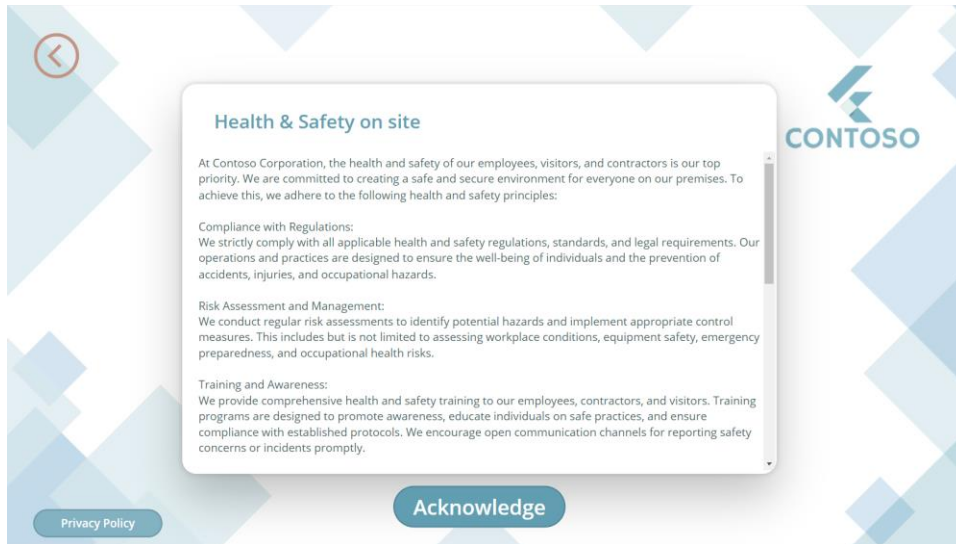 Health & Safety on site
CONTOSO
At Contoso Corporation, the health and safety of our employees, visitors, and contractors is our top
priority. We are committed to creating a safe and secure environment for everyone on our premises. To
achieve this, we adhere to the following health and safety principles:
Compliance with Regulations:
We strictly comply with all applicable health and safety regulations, standards, and legal requirements. Our
operations and practices are designed to ensure the well-being of individuals and the prevention of
accidents, injuries, and occupational hazards.
Risk Assessment and Management:
We conduct regular risk assessments to identify potential hazards and implement appropriate control
measures. This includes but is not limited to assessing workplace conditions, equipment safety, emergency
preparedness, and occupational health risks.
Training and Awareness:
We provide comprehensive health and safety training to our employees, contractors, and visitors. Training
programs are designed to promote awareness, educate individuals on safe practices, and ensure
compliance with established protocols. We encourage open communication channels for reporting safety
concerns or incidents promptly.
Acknowledge
Privacy Policy